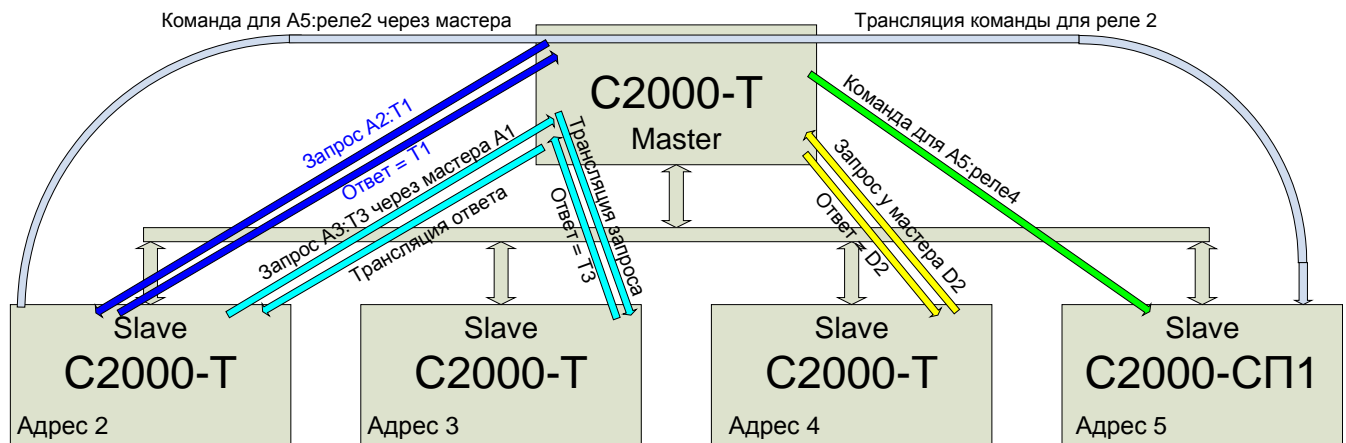 Команда для А5:реле2 через мастера
Трансляция команды для реле 2
С2000-Т
Master
Запрос А2:Т1
Ответ = Т1
Запрос А3:Т3 через мастера А1
Трансляция ответа
Трансляция запроса
Ответ = Т3
Запрос у мастера D2
Ответ = D2
Команда для А5:реле4
Slave
С2000-Т
Адрес 2
Slave
С2000-Т
Адрес 3
Slave
С2000-Т
Адрес 4
Slave
С2000-СП1
Адрес 5